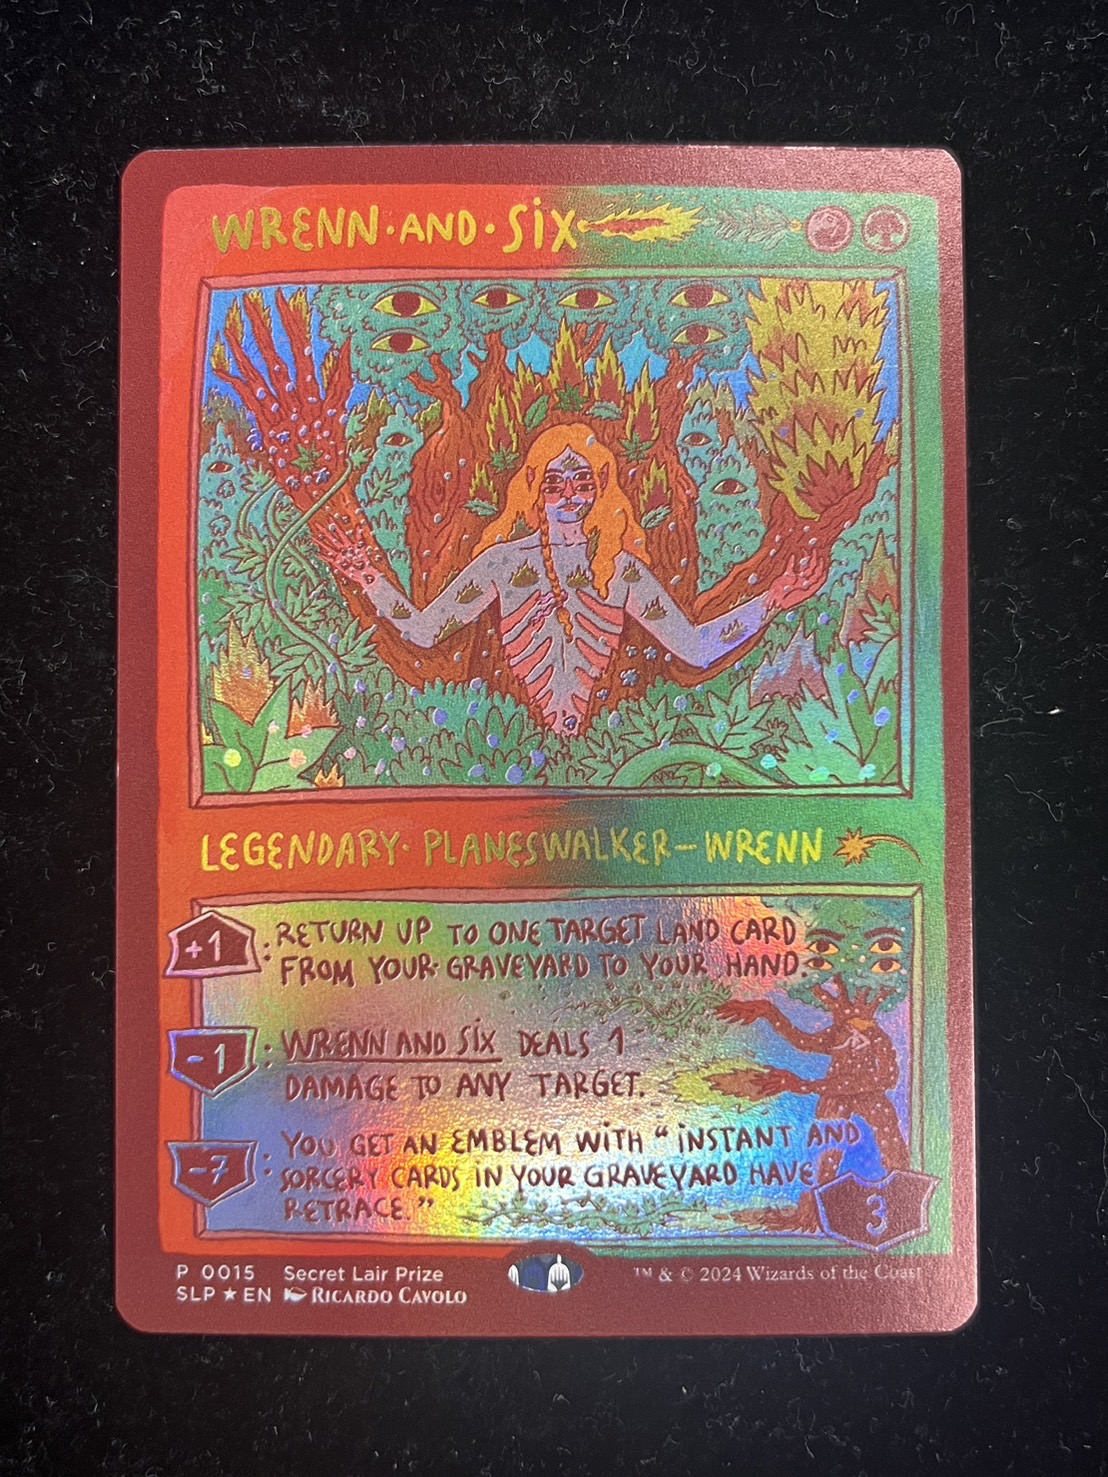 WRENN·AND·SIX
LEGENDARY·PLANESWALKER—WRENN
+1 : RETURN UP TO ONE TARGET LAND CARD
FROM YOUR GRAVEYARD TO YOUR HAND.
-1 : WRENN AND SIX DEALS 1
DAMAGE TO ANY TARGET.
-7 : YOU GET AN EMBLEM WITH “INSTANT AND
SORCERY CARDS IN YOUR GRAVEYARD HAVE
RETRACE.”
3
P 0015 Secret Lair Prize
SLP ★ EN RICARDO CAVOLO
™ & © 2024 Wizards of the Coast